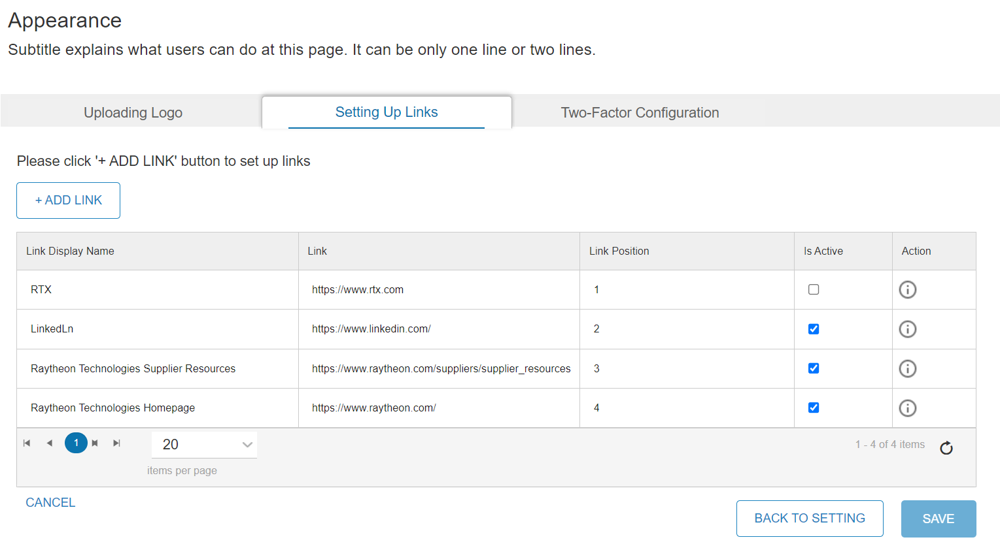 Appearance
Subtitle explains what users can do at this page. It can be only one line or two lines.
Uploading Logo Setting Up Links Two-Factor Configuration
Please click '+ ADD LINK' button to set up links
+ ADD LINK
Link Display Name Link Link Position Is Active Action
RTX https://www.rtx.com 1
LinkedLn https://www.linkedin.com/ 2
Raytheon Technologies Supplier Resources https://www.raytheon.com/suppliers/supplier_resources 3
Raytheon Technologies Homepage https://www.raytheon.com/ 4
1 20 1 - 4 of 4 items
items per page
CANCEL
BACK TO SETTING SAVE